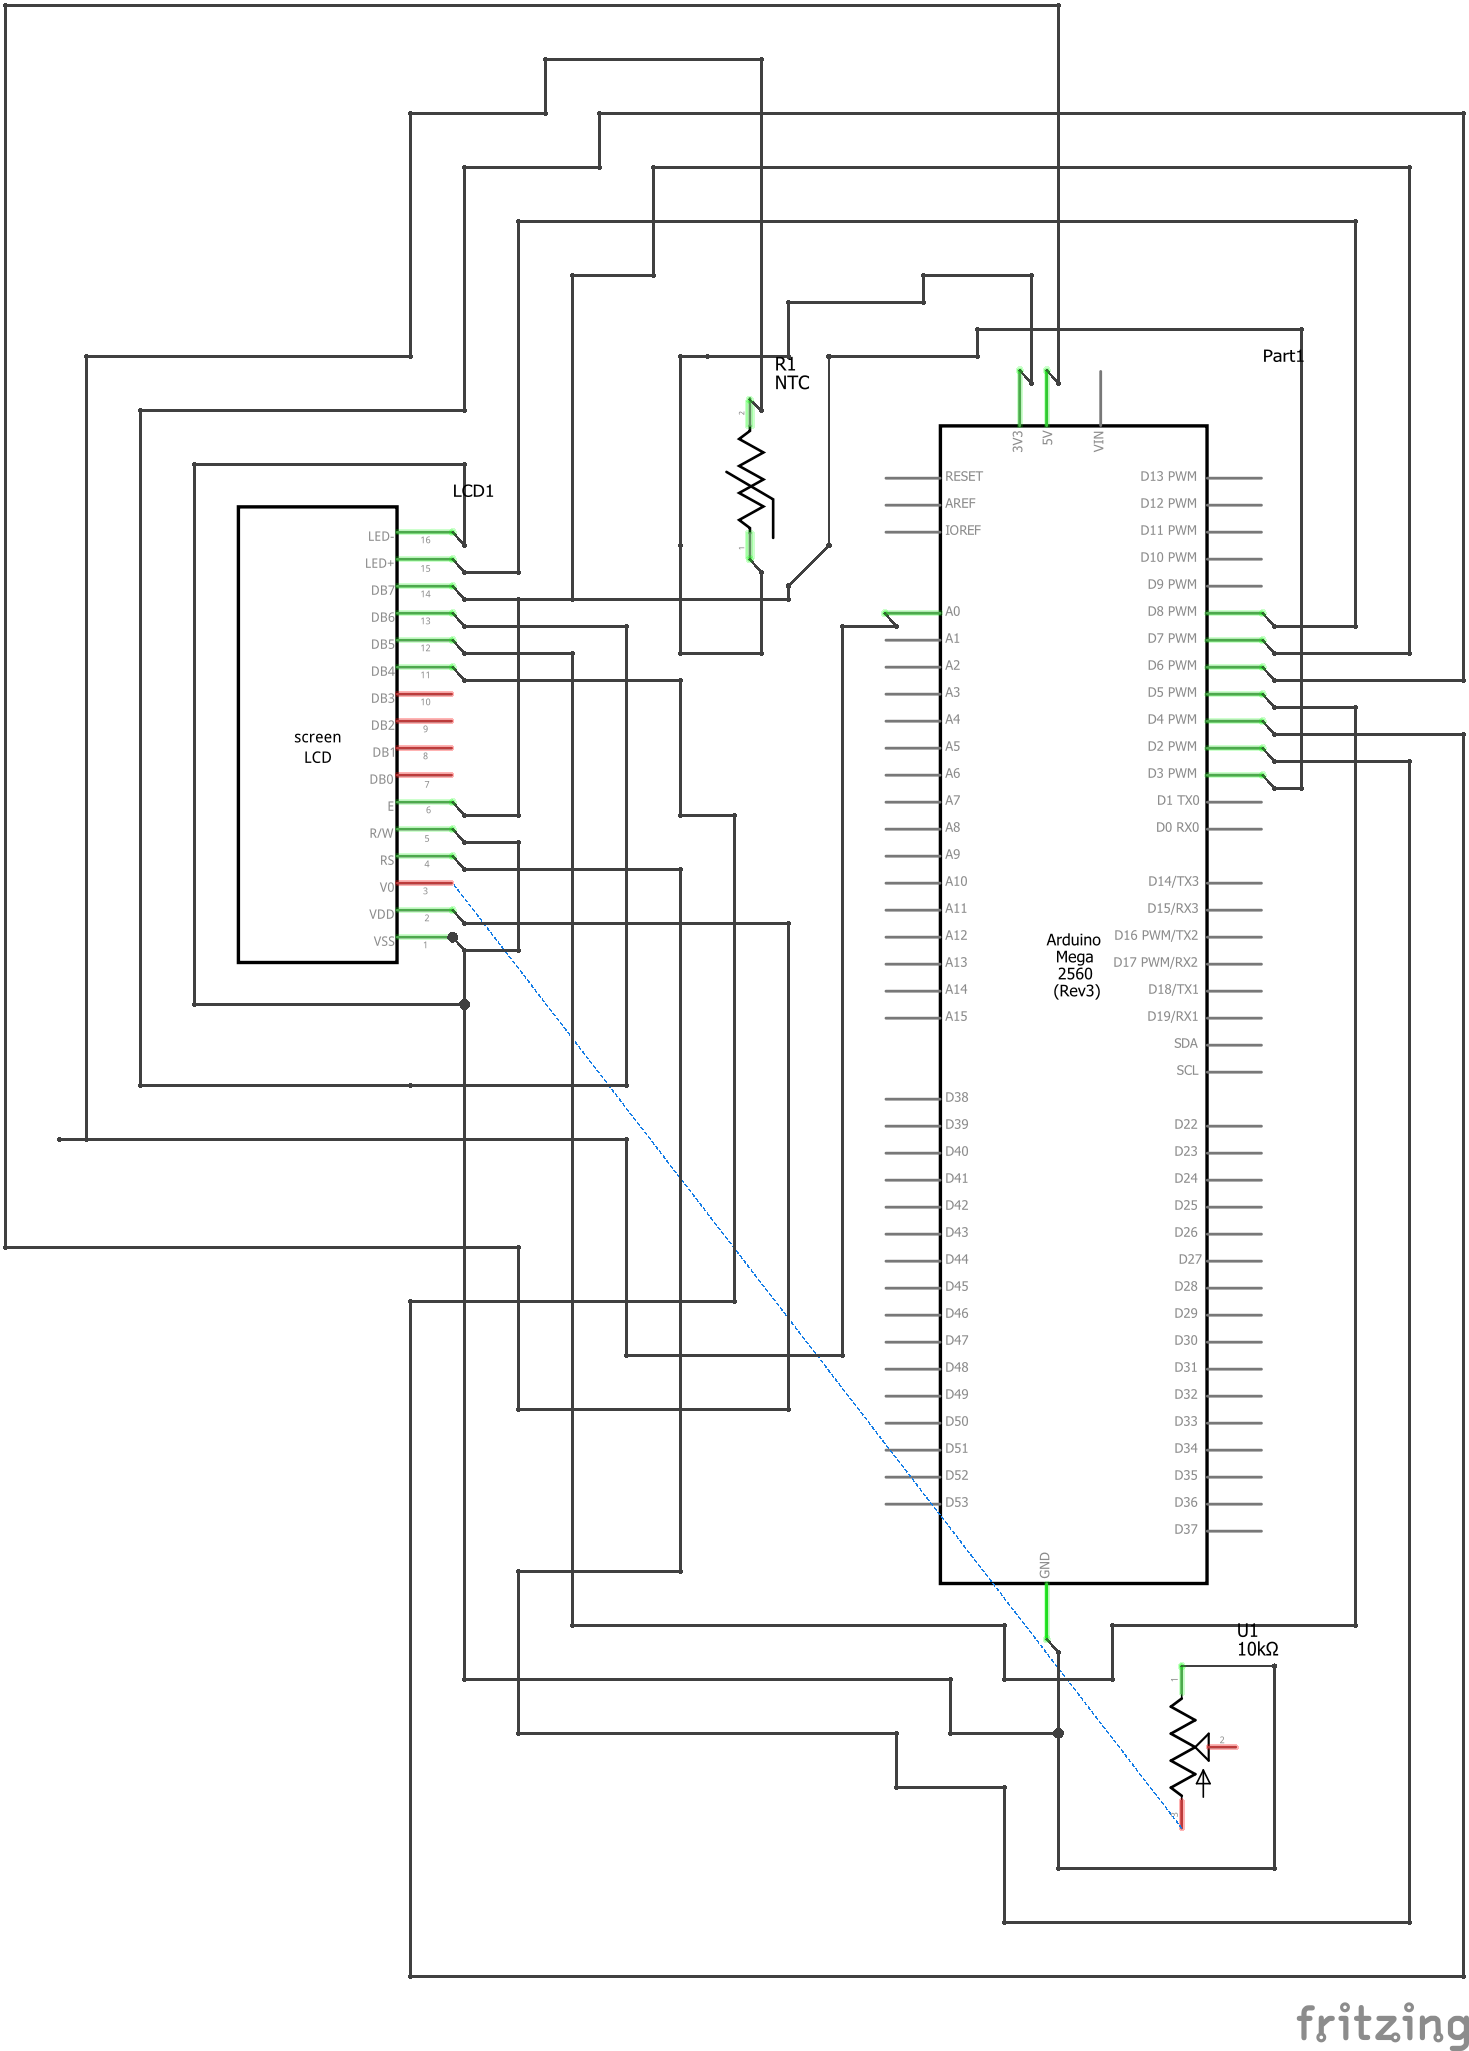 R1
NTC
Part1
LCD1
3V3
5V
VIN
RESET
AREF
IOREF
A0
A1
A2
A3
A4
A5
A6
A7
A8
A9
A10
A11
A12
A13
A14
A15
D38
D39
D40
D41
D42
D43
D44
D45
D46
D47
D48
D49
D50
D51
D52
D53
D13 PWM
D12 PWM
D11 PWM
D10 PWM
D9 PWM
D8 PWM
D7 PWM
D6 PWM
D5 PWM
D4 PWM
D2 PWM
D3 PWM
D1 TX0
D0 RX0
D14/TX3
D15/RX3
D16 PWM/TX2
D17 PWM/RX2
D18/TX1
D19/RX1
SDA
SCL
D22
D23
D24
D25
D26
D27
D28
D29
D30
D31
D32
D33
D34
D35
D36
D37
Arduino
Mega
2560
(Rev3)
GND
LED- 16
LED+ 15
DB7 14
DB6 13
DB5 12
DB4 11
DB3 10
DB2 9
DB1 8
DB0 7
E 6
R/W 5
RS 4
V0 3
VDD 2
VSS 1
screen
LCD
2
1
U1
10kΩ
1
2
3
fritzing